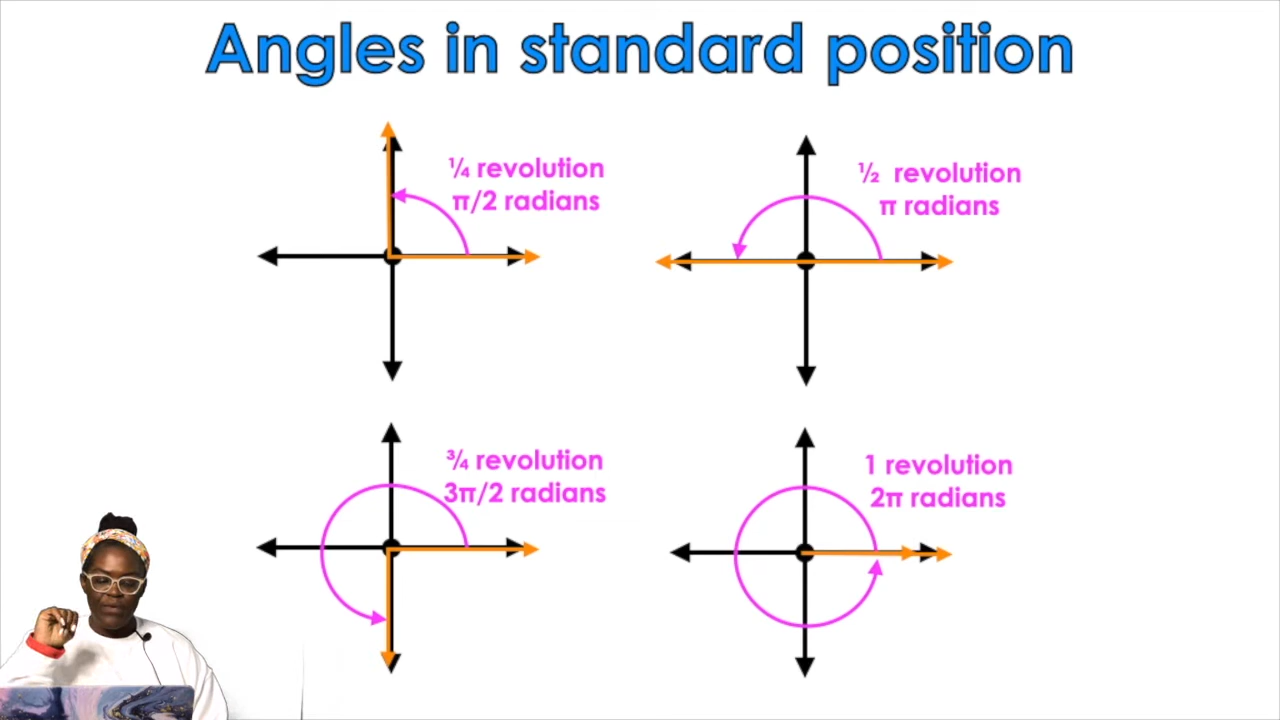 Angles in standard position
¼ revolution
π/2 radians
½ revolution
π radians
¾ revolution
3π/2 radians
1 revolution
2π radians